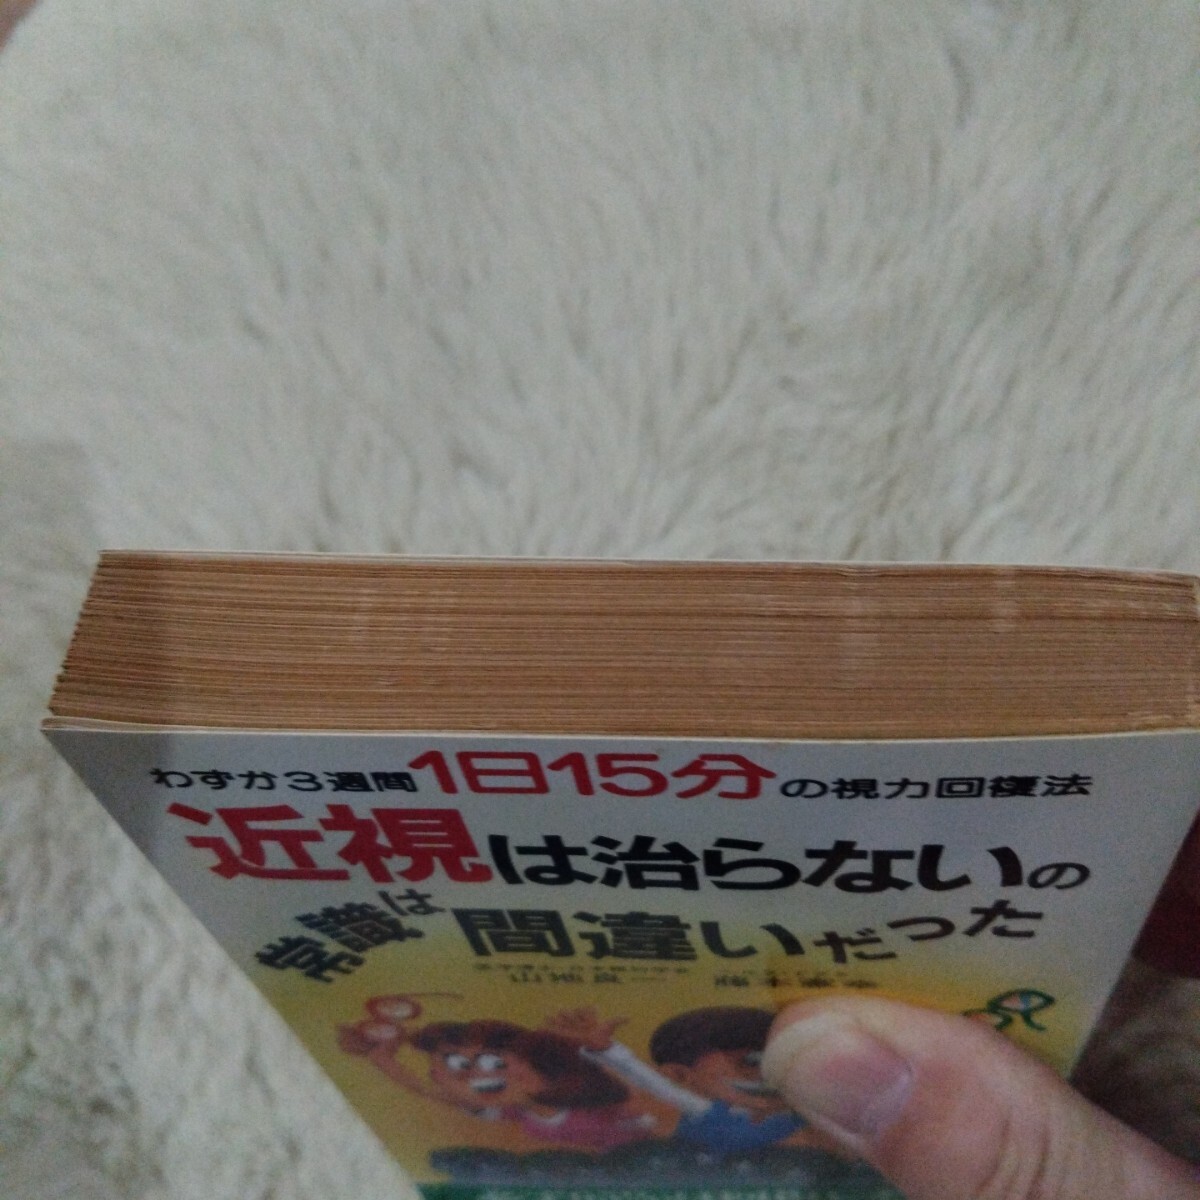 わずか3週間1日15分の視力回復法
近視は治らないの
常識は間違いだった